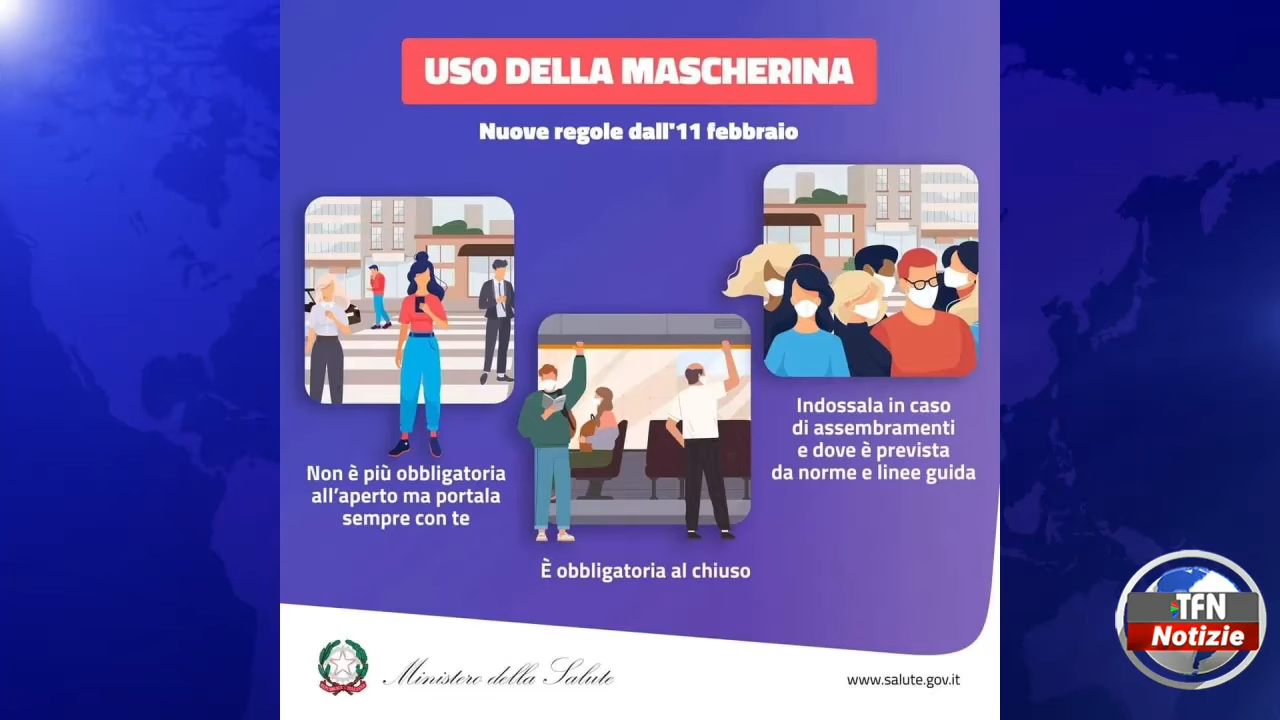 USO DELLA MASCHERINA
Nuove regole dall'11 febbraio
Non è più obbligatoria
all'aperto ma portala
sempre con te
È obbligatoria al chiuso
Indossala in caso
di assembramenti
e dove è prevista
da norme e linee guida
Ministero della Salute
www.salute.gov.it
TFN
Notizie